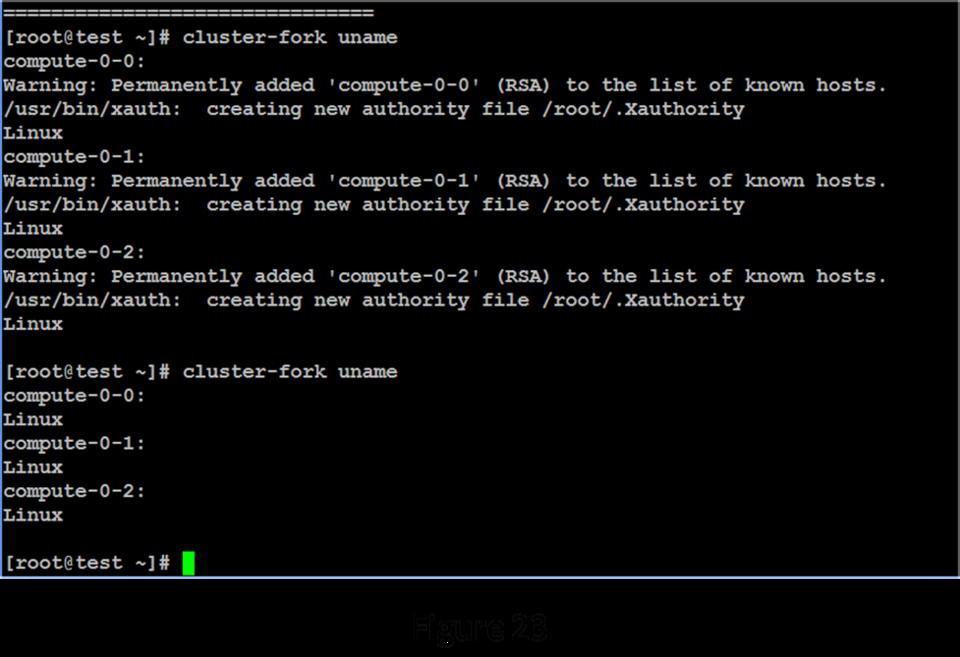 ===============================
[root@test ~]# cluster-fork uname
compute-0-0:
Warning: Permanently added 'compute-0-0' (RSA) to the list of known hosts.
/usr/bin/xauth:  creating new authority file /root/.Xauthority
Linux
compute-0-1:
Warning: Permanently added 'compute-0-1' (RSA) to the list of known hosts.
/usr/bin/xauth:  creating new authority file /root/.Xauthority
Linux
compute-0-2:
Warning: Permanently added 'compute-0-2' (RSA) to the list of known hosts.
/usr/bin/xauth:  creating new authority file /root/.Xauthority
Linux
[root@test ~]# cluster-fork uname
compute-0-0:
Linux
compute-0-1:
Linux
compute-0-2:
Linux
[root@test ~]#
Figure 23